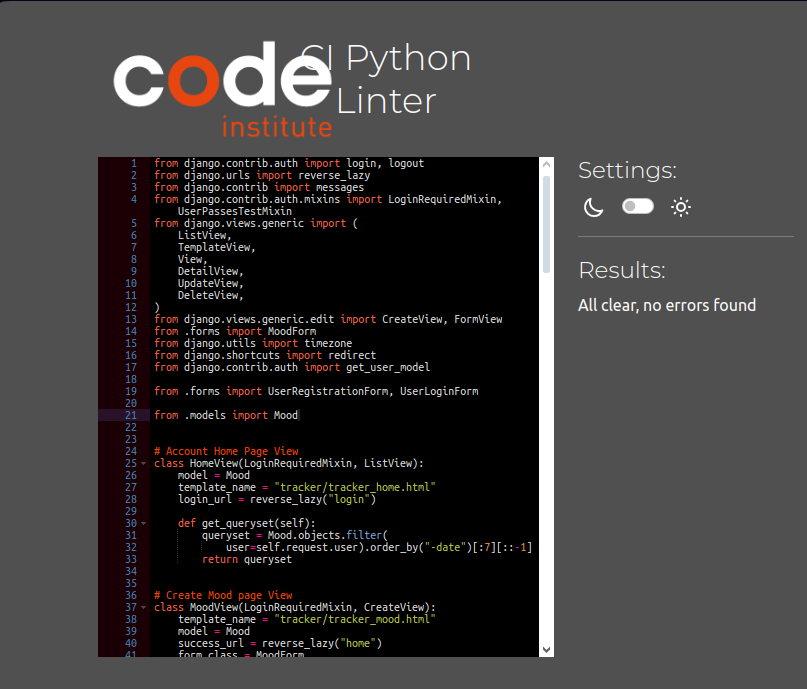 code
institute
CI Python
Linter
1 from django.contrib.auth import login, logout
2 from django.urls import reverse_lazy
3 from django.contrib import messages
4 from django.contrib.auth.mixins import LoginRequiredMixin,
UserPassesTestMixin
5 from django.views.generic import (
6 ListView,
7 TemplateView,
8 View,
9 DetailView,
10 UpdateView,
11 DeleteView,
12 )
13 from django.views.generic.edit import CreateView, FormView
14 from .forms import MoodForm
15 from django.utils import timezone
16 from django.shortcuts import redirect
17 from django.contrib.auth import get_user_model
18
19 from .forms import UserRegistrationForm, UserLoginForm
20
21 from .models import Mood
22
23
24 # Account Home Page View
25 class HomeView(LoginRequiredMixin, ListView):
26 model = Mood
27 template_name = "tracker/tracker_home.html"
28 login_url = reverse_lazy("login")
29
30 def get_queryset(self):
31 queryset = Mood.objects.filter(
32 user=self.request.user).order_by("-date")[:7][::-1]
33 return queryset
34
35
36 # Create Mood page View
37 class MoodView(LoginRequiredMixin, CreateView):
38 template_name = "tracker/tracker_mood.html"
39 model = Mood
40 success_url = reverse_lazy("home")
41 form_class = MoodForm
Settings:
Results:
All clear, no errors found